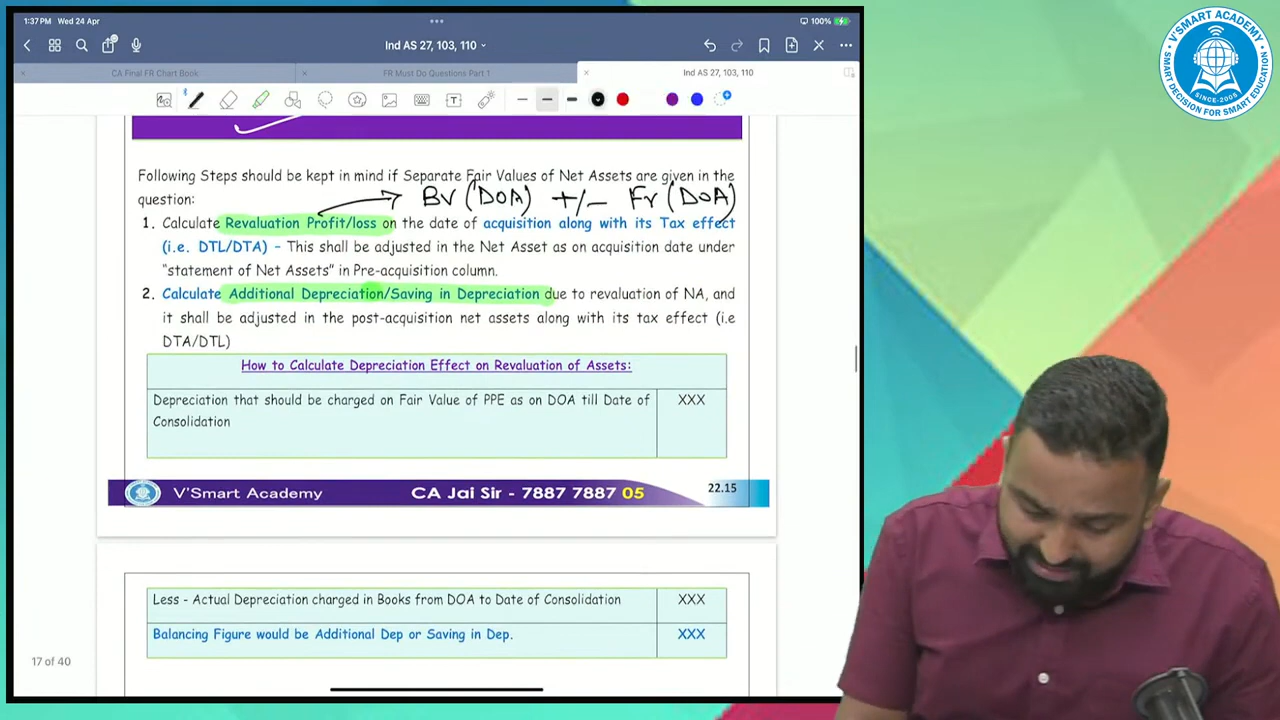 1:37PM Wed 24 Apr
100%
Ind AS 27, 103, 110
CA Final FR Chart Book
FR Must Do Questions Part 1
Ind AS 27, 103, 110
Following Steps should be kept in mind if Separate Fair Values of Net Assets are given in the
question:
BV (DOA) +/- FV (DOA)
1. Calculate Revaluation Profit/loss on the date of acquisition along with its Tax effect
(i.e. DTL/DTA) – This shall be adjusted in the Net Asset as on acquisition date under
“statement of Net Assets” in Pre-acquisition column.
2. Calculate Additional Depreciation/Saving in Depreciation due to revaluation of NA, and
it shall be adjusted in the post-acquisition net assets along with its tax effect (i.e
DTA/DTL)
How to Calculate Depreciation Effect on Revaluation of Assets:
Depreciation that should be charged on Fair Value of PPE as on DOA till Date of XXX
Consolidation
V'Smart Academy CA Jai Sir - 7887 7887 05 22.15
Less - Actual Depreciation charged in Books from DOA to Date of Consolidation XXX
Balancing Figure would be Additional Dep or Saving in Dep. XXX
17 of 40
V'SMART ACADEMY
SINCE-2005
SMART DECISION FOR SMART EDUCATION